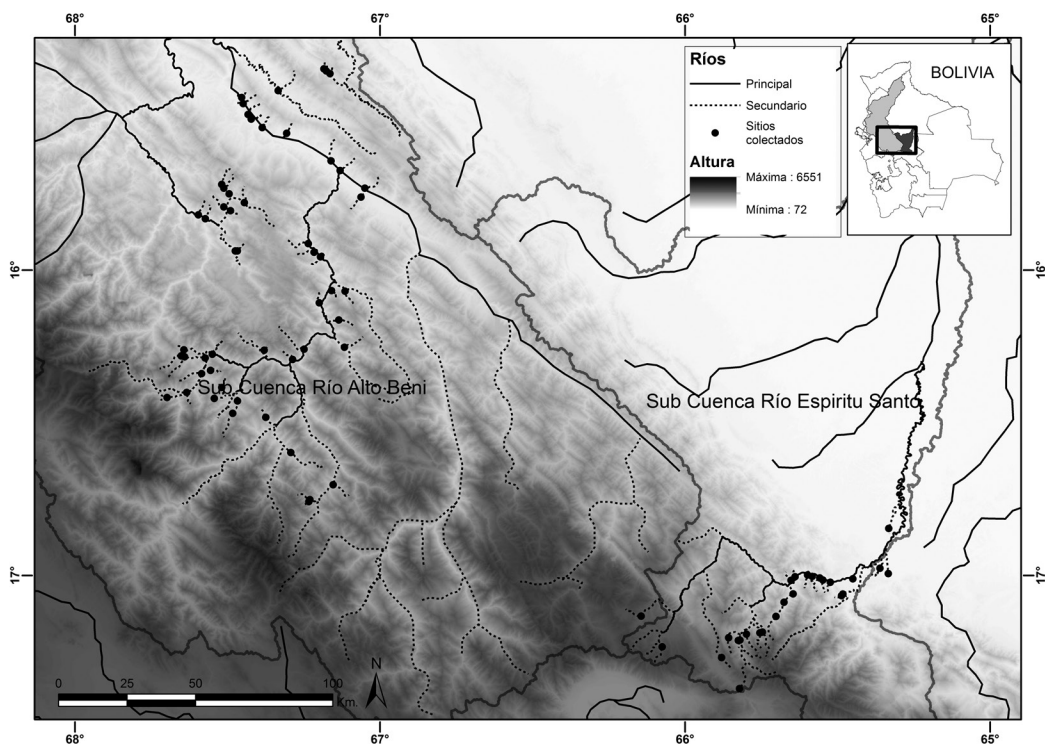 68° 67° 66° 65°
Ríos
Principal
Secundario
Sitios
colectados
Altura
Máxima : 6551
Mínima : 72
BOLIVIA
16° 16°
Sub Cuenca Río Alto Beni
Sub Cuenca Río Espiritu Santo
17° 17°
N
0 25 50 100
Km.
68° 67° 66° 65°